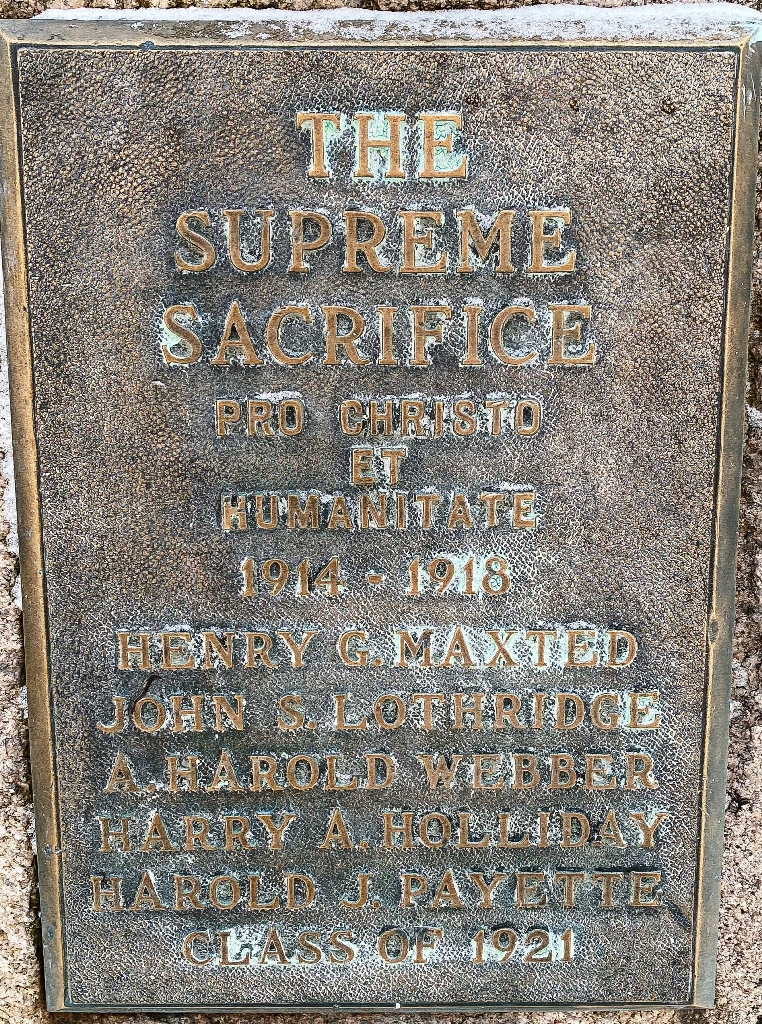 THE
SUPREME
SACRIFICE
PRO CHRISTO
ET
HUMANITATE
1914 - 1918
HENRY G. MAXTED
JOHN S. LOTHRIDGE
A. HAROLD WEBBER
HARRY A. HOLLIDAY
HAROLD J. PAYETTE
CLASS OF 1921